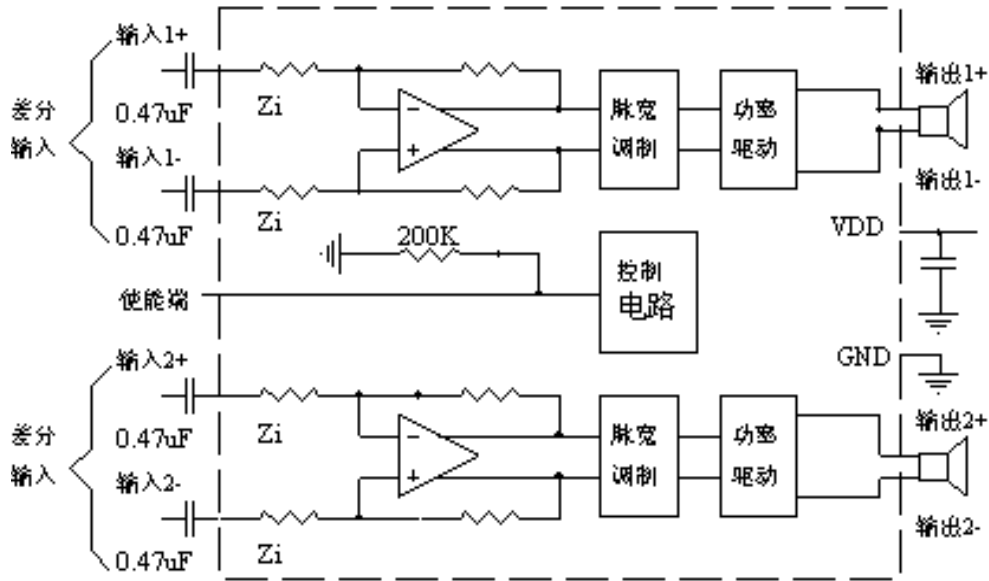 输入1+
差分
输入
0.47uF
Zi
输入1-
0.47uF
Zi
脉宽
调制
功率
驱动
输出1+
输出1-
200K
使能端
控制
电路
VDD
GND
输入2+
差分
输入
0.47uF
Zi
输入2-
0.47uF
Zi
脉宽
调制
功率
驱动
输出2+
输出2-